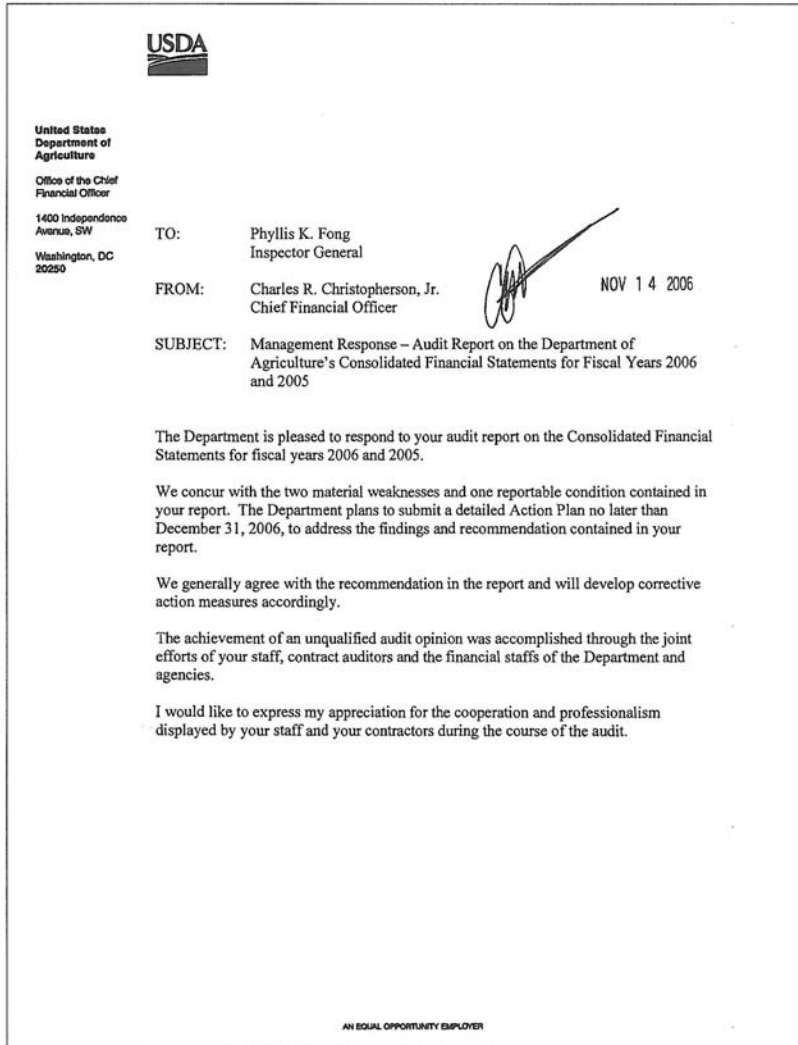 USDA
United States
Department of
Agriculture
Office of the Chief
Financial Officer
1400 Independence
Avenue, SW
Washington, DC
20250
TO: Phyllis K. Fong
Inspector General
FROM: Charles R. Christopherson, Jr.
Chief Financial Officer
NOV 14 2006
SUBJECT: Management Response – Audit Report on the Department of
Agriculture's Consolidated Financial Statements for Fiscal Years 2006
and 2005
The Department is pleased to respond to your audit report on the Consolidated Financial
Statements for fiscal years 2006 and 2005.
We concur with the two material weaknesses and one reportable condition contained in
your report. The Department plans to submit a detailed Action Plan no later than
December 31, 2006, to address the findings and recommendation contained in your
report.
We generally agree with the recommendation in the report and will develop corrective
action measures accordingly.
The achievement of an unqualified audit opinion was accomplished through the joint
efforts of your staff, contract auditors and the financial staffs of the Department and
agencies.
I would like to express my appreciation for the cooperation and professionalism
displayed by your staff and your contractors during the course of the audit.
AN EQUAL OPPORTUNITY EMPLOYER